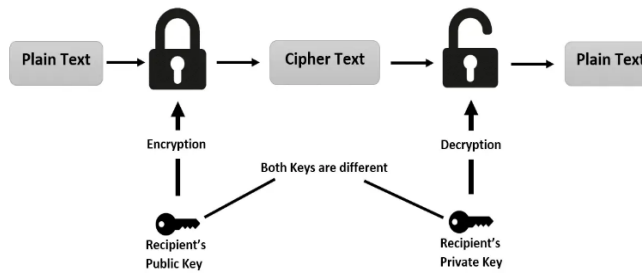 Plain Text
Cipher Text
Plain Text
Encryption
Decryption
Both Keys are different
Recipient's
Public Key
Recipient's
Private Key